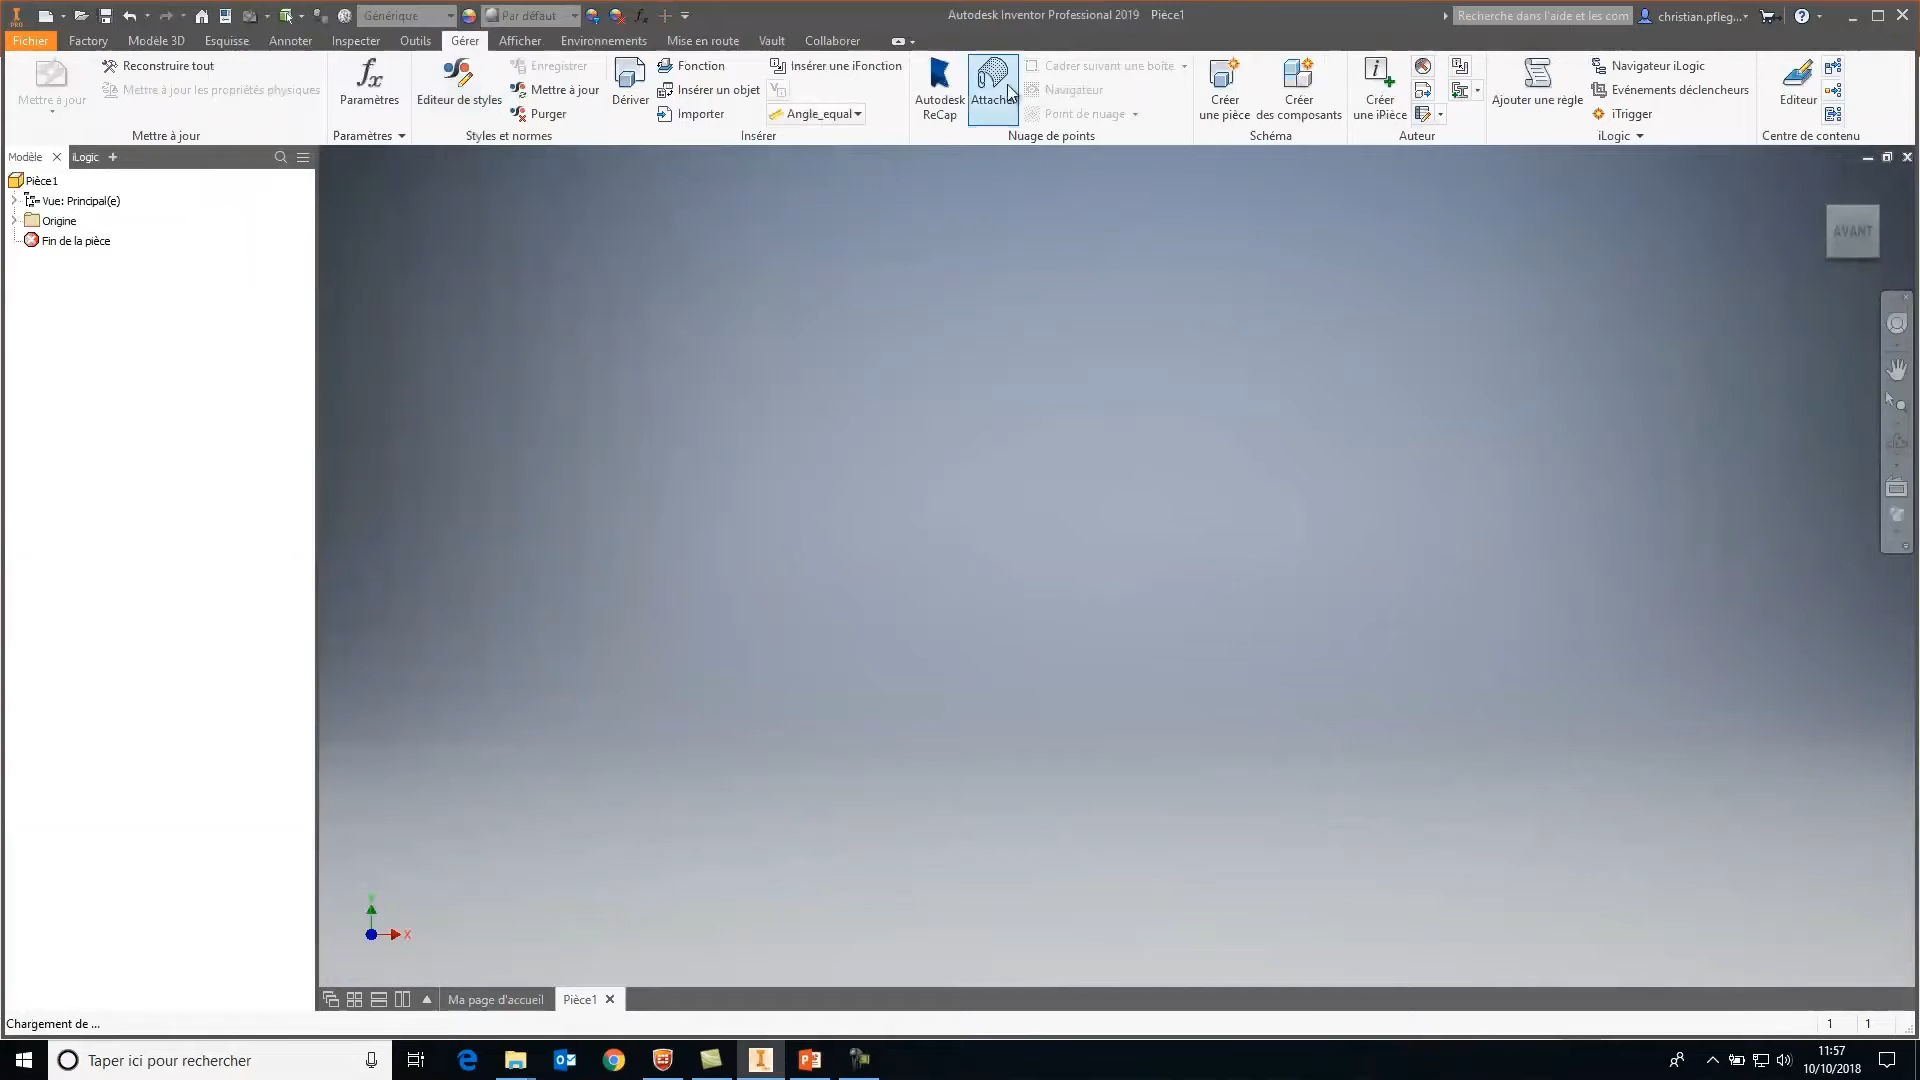 PRO Générique Par défaut fx Autodesk Inventor Professional 2019 Pièce1 Recherche dans l'aide et les com christian.pfleg...
Fichier Factory Modèle 3D Esquisse Annoter Inspecter Outils Gérer Afficher Environnements Mise en route Vault Collaborer
Mettre à jour
Reconstruire tout
Mettre à jour les propriétés physiques
Mettre à jour
fx
Paramètres
Paramètres
Editeur de styles
Enregistrer
Mettre à jour
Purger
Styles et normes
Dériver
Fonction
Insérer un objet
Importer
Insérer une iFonction
Angle_equal
Insérer
Autodesk
ReCap
Attacher
Cadrer suivant une boîte
Navigateur
Point de nuage
Nuage de points
Créer
une pièce
Créer
des composants
Schéma
Créer
une iPièce
Auteur
Ajouter une règle
Navigateur iLogic
Evénements déclencheurs
iTrigger
iLogic
Editeur
Centre de contenu
Modèle iLogic
Pièce1
Vue: Principal(e)
Origine
Fin de la pièce
AVANT
Y
X
Ma page d'accueil Pièce1
Chargement de ... 1 1
Taper ici pour rechercher
11:57
10/10/2018